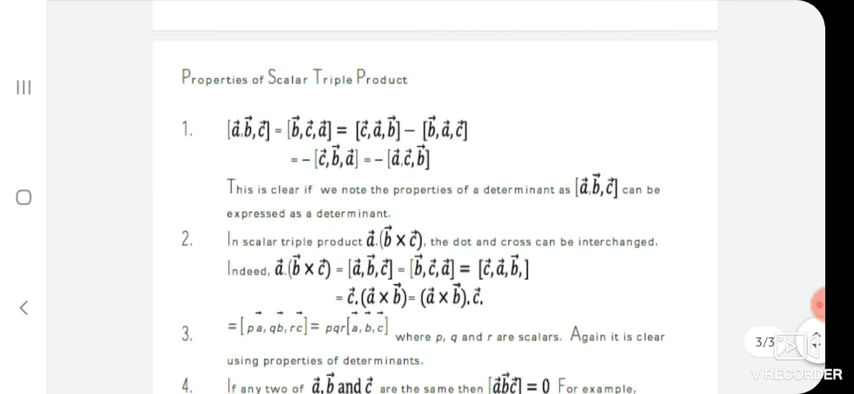 Properties of Scalar Triple Product
1. [a⃗.b⃗,c⃗] = [b⃗,c⃗,a⃗] = [c⃗,a⃗,b⃗] – [b⃗,a⃗,c⃗]
= – [c⃗,b⃗,a⃗] = – [a⃗.c⃗,b⃗]
This is clear if we note the properties of a determinant as [a⃗.b⃗,c⃗] can be
expressed as a determinant.
2. In scalar triple product a⃗.(b⃗ × c⃗), the dot and cross can be interchanged.
Indeed, a⃗.(b⃗ × c⃗) = [a⃗,b⃗,c⃗] = [b⃗,c⃗,a⃗] = [c⃗,a⃗,b⃗,]
= c⃗.(a⃗ × b⃗)= (a⃗ × b⃗).c⃗.
3. =[pa⃗, qb⃗, rc⃗]= pqr[a⃗, b⃗, c⃗] where p, q and r are scalars. Again it is clear
using properties of determinants.
4. If any two of a⃗,b⃗ and c⃗ are the same then [a⃗b⃗c⃗] = 0 For example,
3/3
V RECORDER